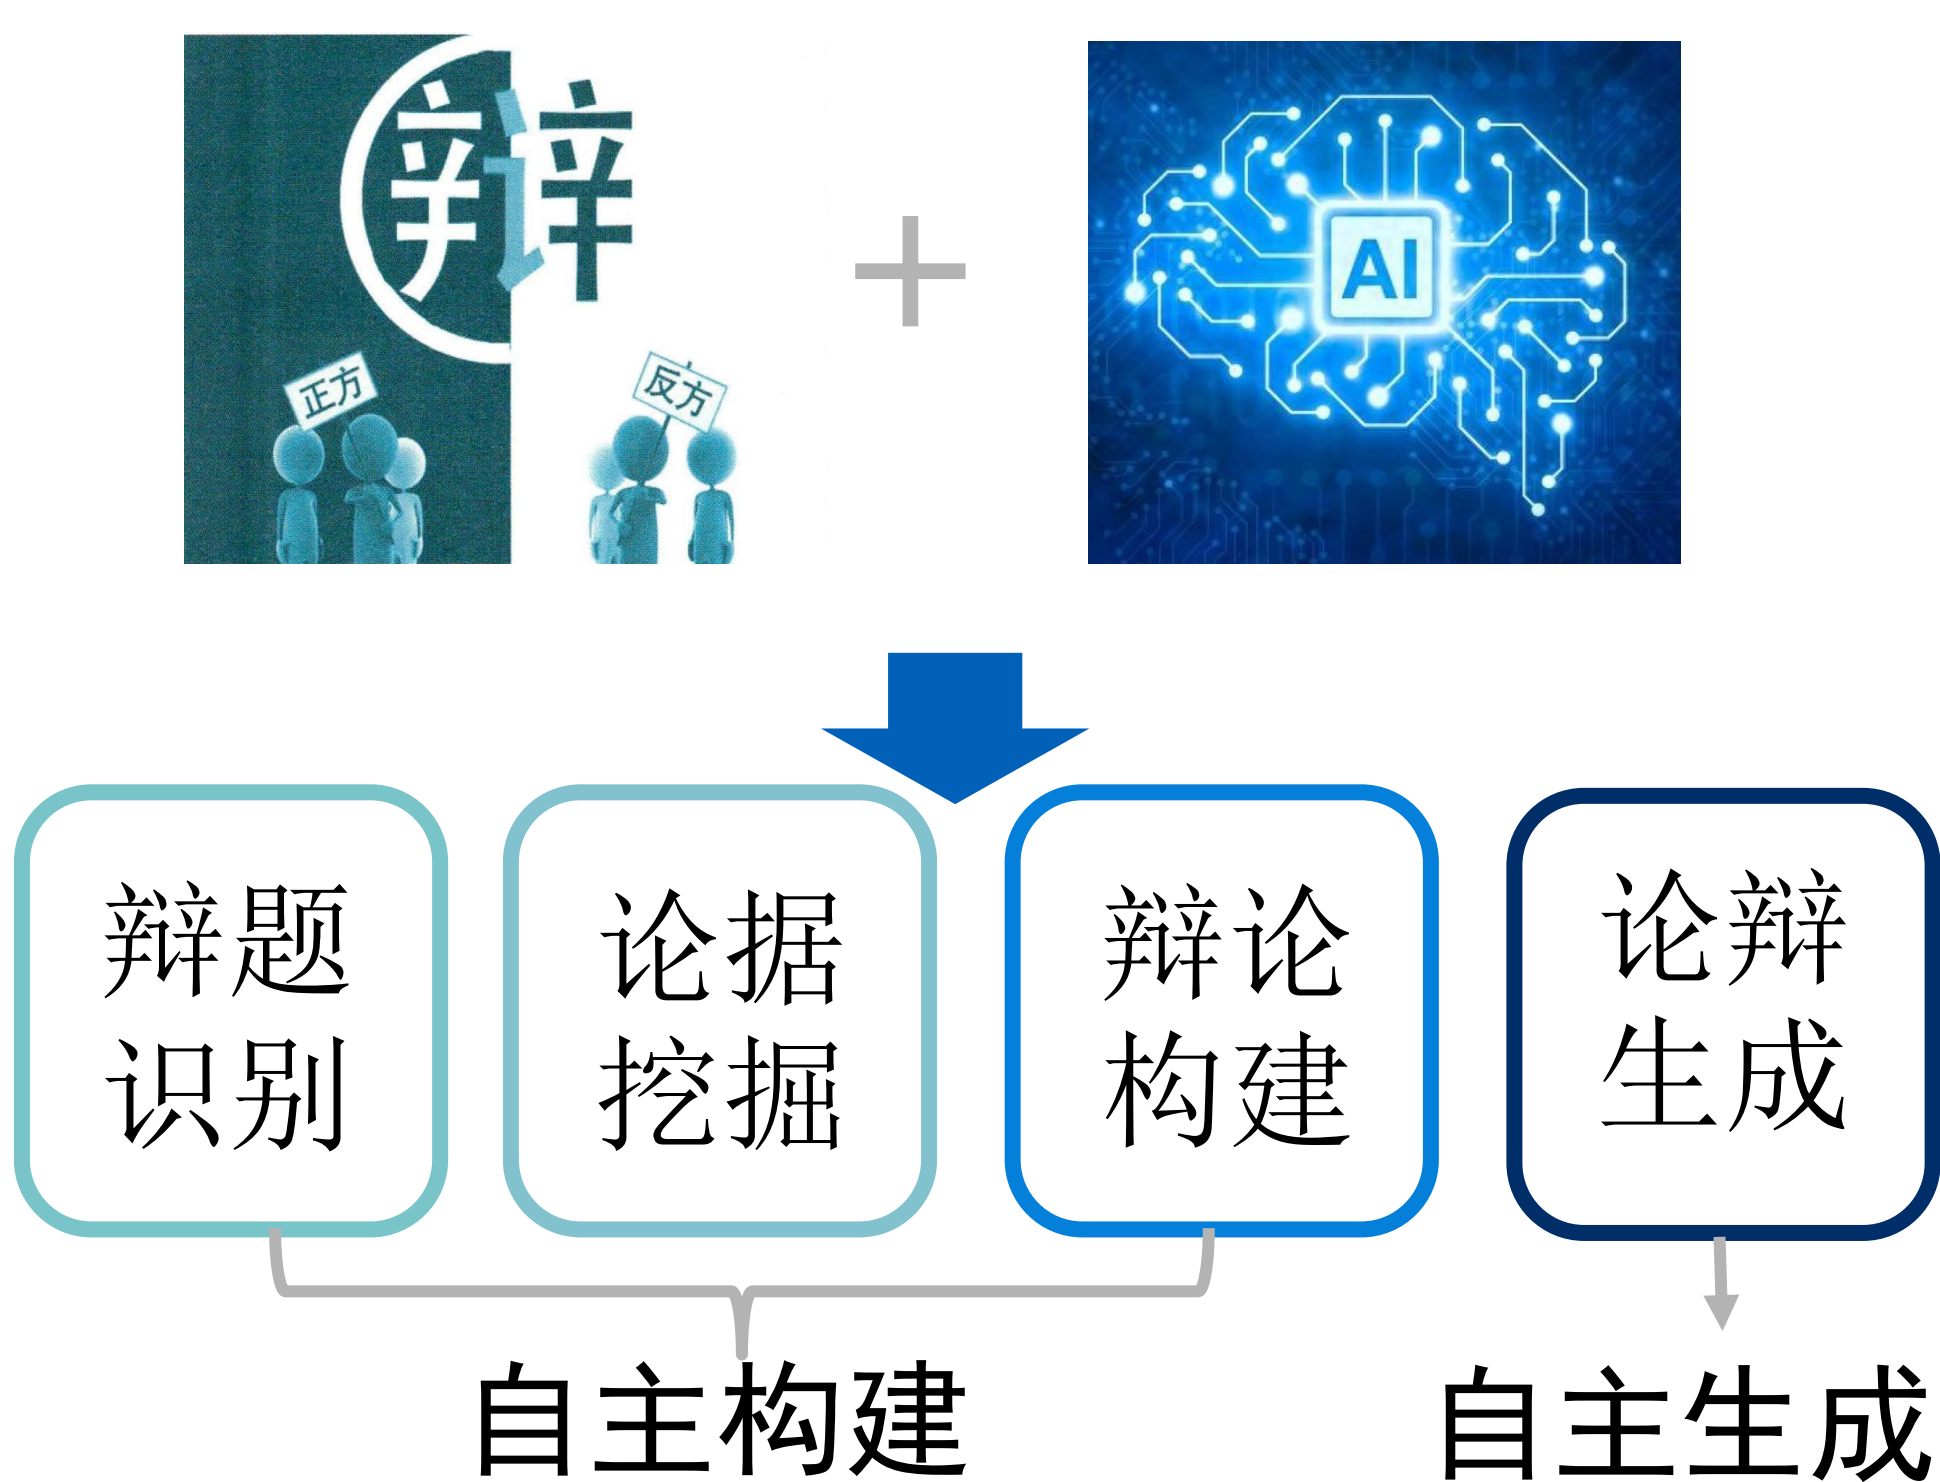 辩
正方
反方
AI
辩题
识别
论据
挖掘
辩论
构建
论辩
生成
自主构建
自主生成